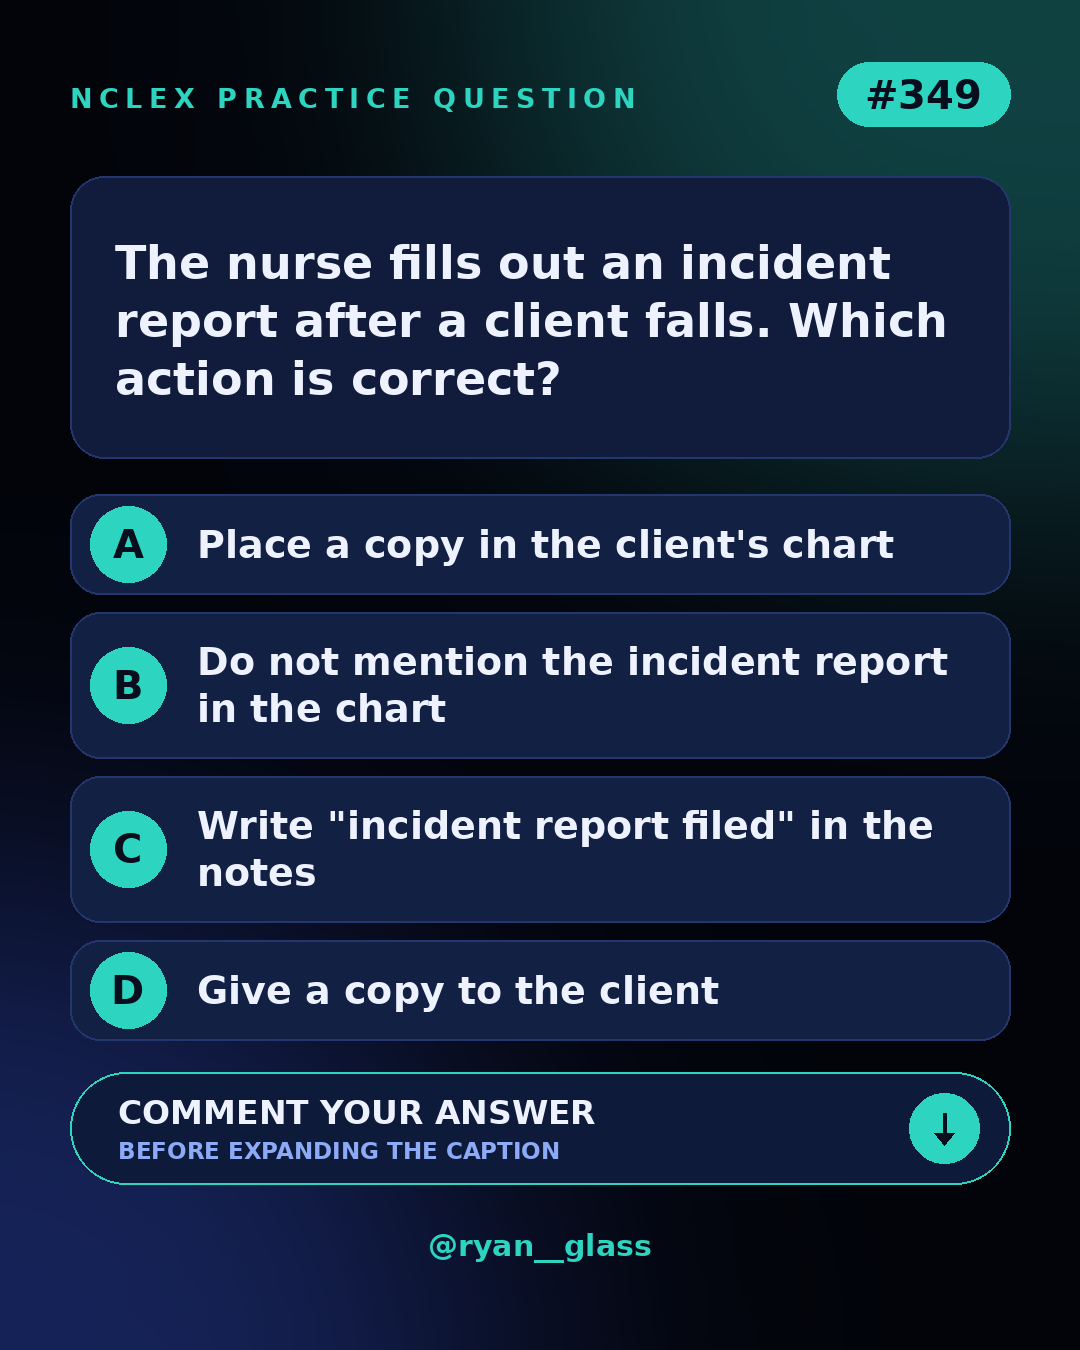 NCLEX PRACTICE QUESTION
#349
The nurse fills out an incident
report after a client falls. Which
action is correct?
A
Place a copy in the client's chart
B
Do not mention the incident report
in the chart
C
Write "incident report filed" in the
notes
D
Give a copy to the client
COMMENT YOUR ANSWER
BEFORE EXPANDING THE CAPTION
@ryan__glass